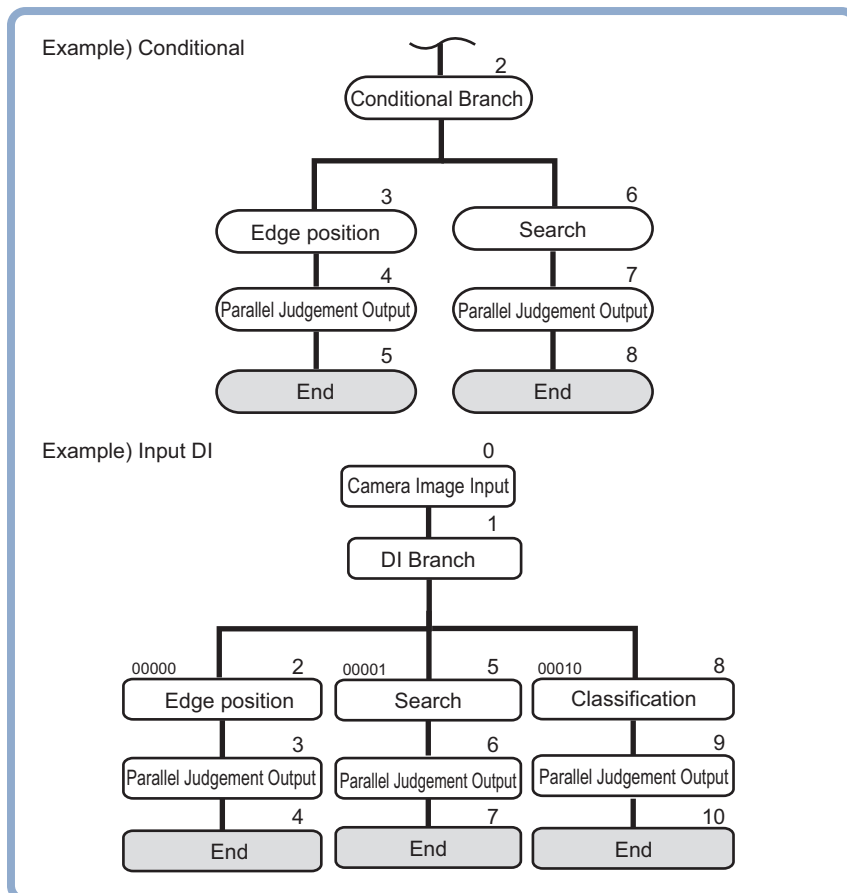 Example) Conditional
2
Conditional Branch
3
6
Edge position
Search
4
7
Parallel Judgement Output
Parallel Judgement Output
5
8
End
End
Example) Input DI
0
Camera Image Input
1
DI Branch
00000
2
00001
5
00010
8
Edge position
Search
Classification
3
6
9
Parallel Judgement Output
Parallel Judgement Output
Parallel Judgement Output
4
7
10
End
End
End